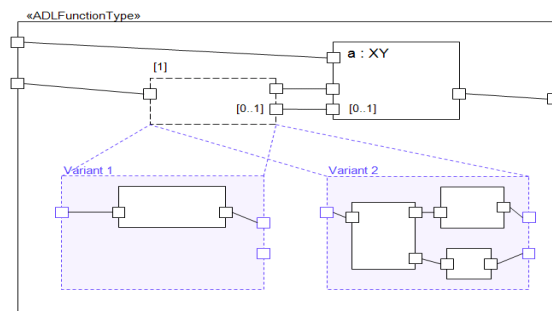 «ADLFunctionType»
a : XY
[1]
[0..1]
[0..1]
Variant 1
Variant 2